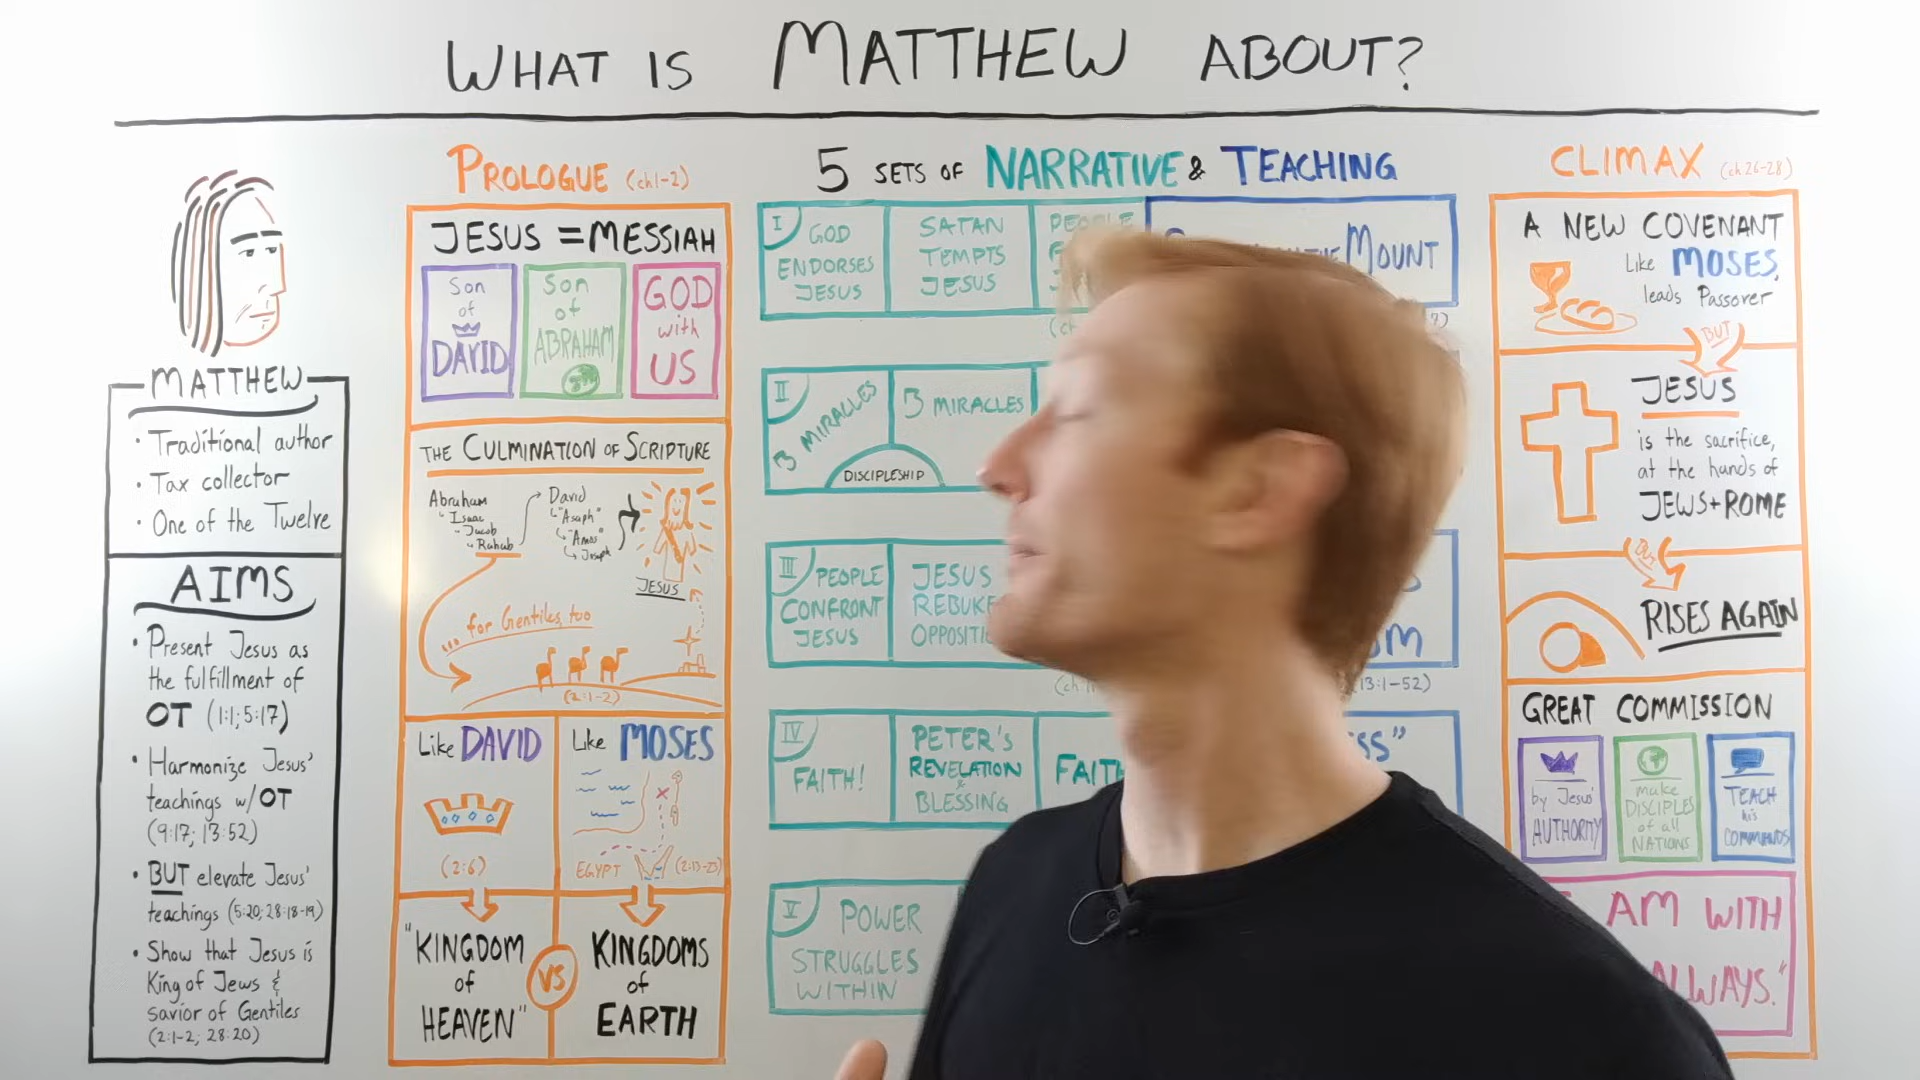 WHAT IS MATTHEW ABOUT?
MATTHEW
· Traditional author
· Tax collector
· One of the Twelve
AIMS
· Present Jesus as
the fulfillment of
OT (1:1; 5:17)
· Harmonize Jesus'
teachings w/OT
(9:17; 13:52)
· BUT elevate Jesus'
teachings (5:20; 28:18-19)
· Show that Jesus is
King of Jews &
savior of Gentiles
(2:1-2; 28:20)
PROLOGUE (ch 1-2)
JESUS = MESSIAH
Son
of
DAVID
Son
of
ABRAHAM
GOD
with
US
THE CULMINATION OF SCRIPTURE
Abraham
Isaac
Jacob
Rahab
David
"Asaph"
"Amos"
Joseph
JESUS
... for Gentiles, too
(2:1-2)
Like DAVID
(2:6)
Like MOSES
EGYPT (2:13-23)
"KINGDOM
of
HEAVEN"
VS
KINGDOMS
of
EARTH
5 SETS OF NARRATIVE & TEACHING
I GOD
ENDORSES
JESUS
SATAN
TEMPTS
JESUS
PEOPLE
MOUNT
II
3 MIRACLES
3 MIRACLES
DISCIPLESHIP
III PEOPLE
CONFRONT
JESUS
JESUS
REBUKE
OPPOSITI
(13:1-52)
IV
FAITH!
PETER'S
REVELATION
&
BLESSING
FAITH
SS"
V POWER
STRUGGLES
WITHIN
CLIMAX (ch 26-28)
A NEW COVENANT
Like MOSES,
leads Passover
BUT
JESUS
is the sacrifice,
at the hands of
JEWS + ROME
BUT
RISES AGAIN
GREAT COMMISSION
by Jesus'
AUTHORITY
make
DISCIPLES
of all
NATIONS
TEACH
his
COMMANDS
AM WITH
ALWAYS."